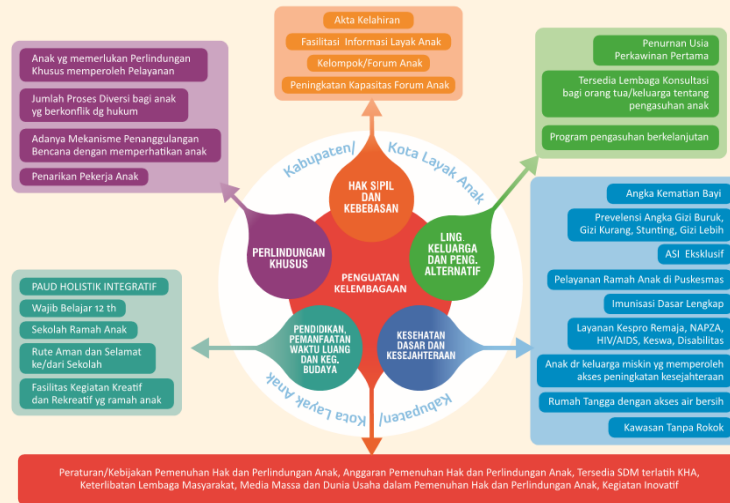 Akta Kelahiran
Fasilitasi Informasi Layak Anak
Kelompok/Forum Anak
Peningkatan Kapasitas Forum Anak
Anak yg memerlukan Perlindungan
Khusus memperoleh Pelayanan
Jumlah Proses Diversi bagi anak
yg berkonflik dg hukum
Adanya Mekanisme Penanggulangan
Bencana dengan memperhatikan anak
Penarikan Pekerja Anak
Penurnan Usia
Perkawinan Pertama
Tersedia Lembaga Konsultasi
bagi orang tua/keluarga tentang
pengasuhan anak
Program pengasuhan berkelanjutan
Kabupaten/ Kota Layak Anak
HAK SIPIL
DAN
KEBEBASAN
PERLINDUNGAN
KHUSUS
LING.
KELUARGA
DAN PENG.
ALTERNATIF
PENGUATAN
KELEMBAGAAN
PENDIDIKAN,
PEMANFAATAN
WAKTU LUANG
DAN KEG.
BUDAYA
KESEHATAN
DASAR DAN
KESEJAHTERAAN
Kabupaten/ Kota Layak Anak
PAUD HOLISTIK INTEGRATIF
Wajib Belajar 12 th
Sekolah Ramah Anak
Rute Aman dan Selamat
ke/dari Sekolah
Fasilitas Kegiatan Kreatif
dan Rekreatif yg ramah anak
Angka Kematian Bayi
Prevelensi Angka Gizi Buruk,
Gizi Kurang, Stunting, Gizi Lebih
ASI Eksklusif
Pelayanan Ramah Anak di Puskesmas
Imunisasi Dasar Lengkap
Layanan Kespro Remaja, NAPZA,
HIV/AIDS, Keswa, Disabilitas
Anak dr keluarga miskin yg memperoleh
akses peningkatan kesejahteraan
Rumah Tangga dengan akses air bersih
Kawasan Tanpa Rokok
Peraturan/Kebijakan Pemenuhan Hak dan Perlindungan Anak, Anggaran Pemenuhan Hak dan Perlindungan Anak, Tersedia SDM terlatih KHA,
Keterlibatan Lembaga Masyarakat, Media Massa dan Dunia Usaha dalam Pemenuhan Hak dan Perlindungan Anak, Kegiatan Inovatif